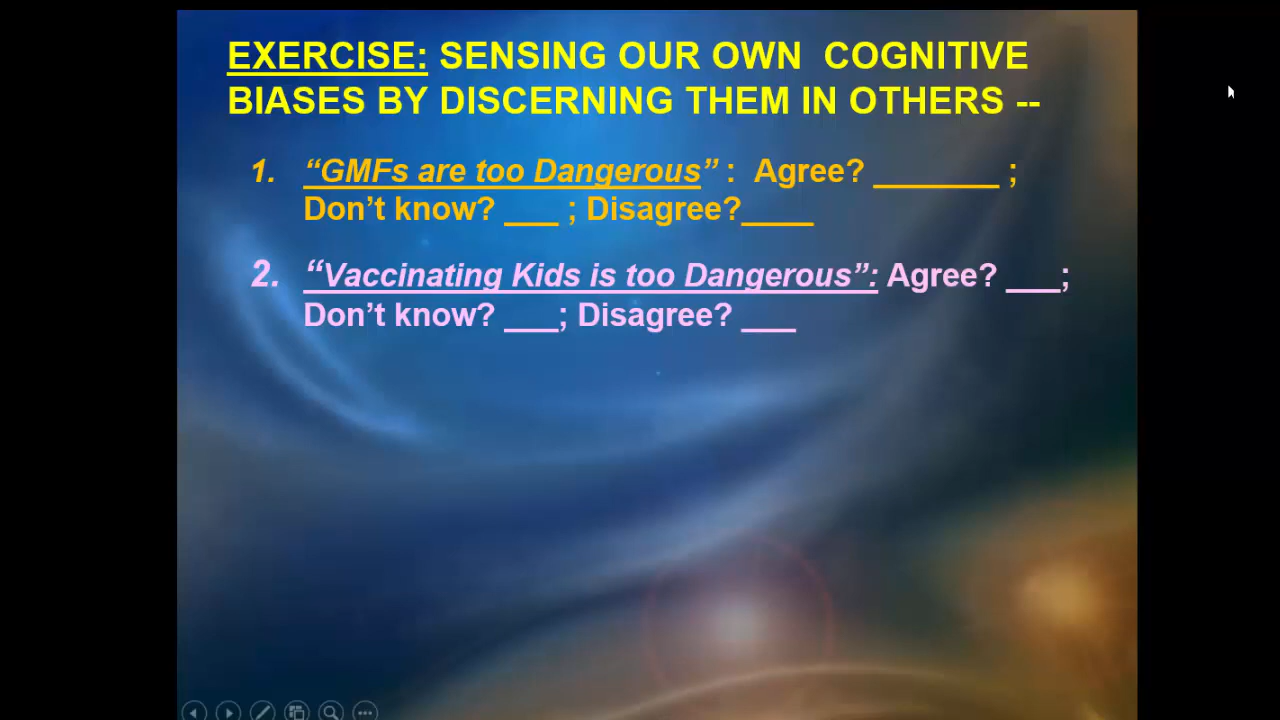 EXERCISE: SENSING OUR OWN  COGNITIVE
BIASES BY DISCERNING THEM IN OTHERS --
1. “GMFs are too Dangerous” :  Agree? _______ ;
Don’t know? ___ ; Disagree?____
2. “Vaccinating Kids is too Dangerous”: Agree? ___;
Don’t know? ___; Disagree? ___